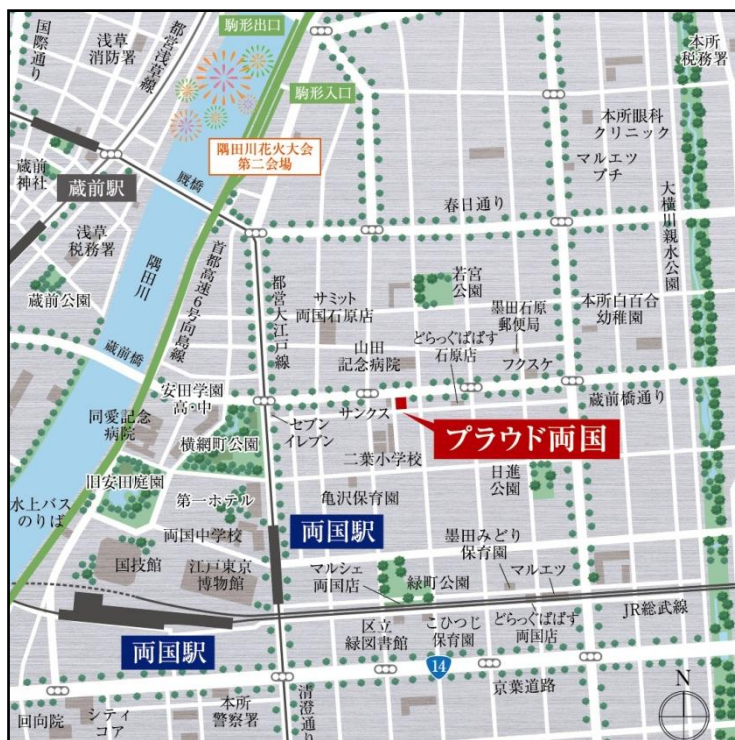 国際通り
浅草
消防署
都営浅草線
駒形出口
駒形入口
隅田川花火大会
第二会場
本所
税務署
本所眼科
クリニック
マルエツ
プチ
大横川親水公園
蔵前
神社
蔵前駅
厩橋
春日通り
浅草
税務署
隅田川
首都高速6号向島線
都営大江戸線
若宮
公園
蔵前公園
サミット
両国石原店
墨田石原
郵便局
本所白百合
幼稚園
どらっぐぱぱす
石原店
山田
記念病院
フクスケ
蔵前橋
安田学園
高・中
蔵前橋通り
セブン
イレブン
サンクス
同愛記念
病院
横網町公園
プラウド両国
二葉小学校
日進
公園
旧安田庭園
第一ホテル
亀沢保育園
水上バス
のりば
両国中学校
両国駅
墨田みどり
保育園
国技館
江戸東京
博物館
マルシェ
両国店
緑町公園
マルエツ
JR総武線
両国駅
区立
緑図書館
こひつじ
保育園
どらっぐぱぱす
両国店
14
京葉道路
N
回向院
シティ
コア
本所
警察署
清澄通り